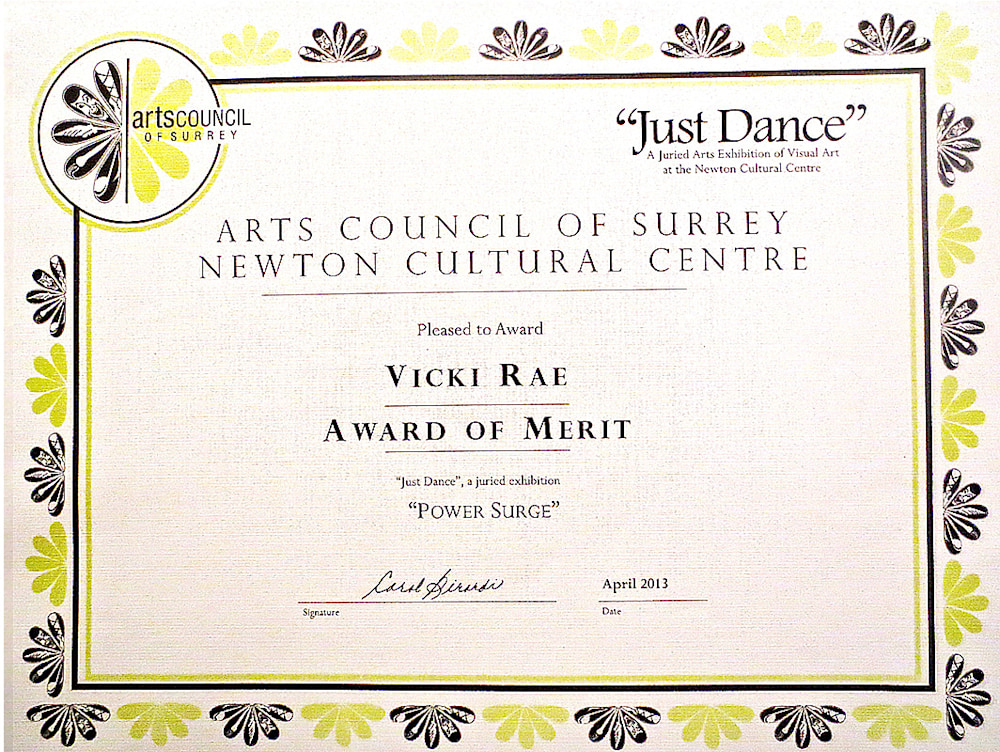 artsCOUNCIL
OF SURREY
“Just Dance”
A Juried Arts Exhibition of Visual Art
at the Newton Cultural Centre
ARTS COUNCIL OF SURREY
NEWTON CULTURAL CENTRE
Pleased to Award
VICKI RAE
AWARD OF MERIT
“Just Dance”, a juried exhibition
“POWER SURGE”
Carol Girardi
April 2013
Signature
Date